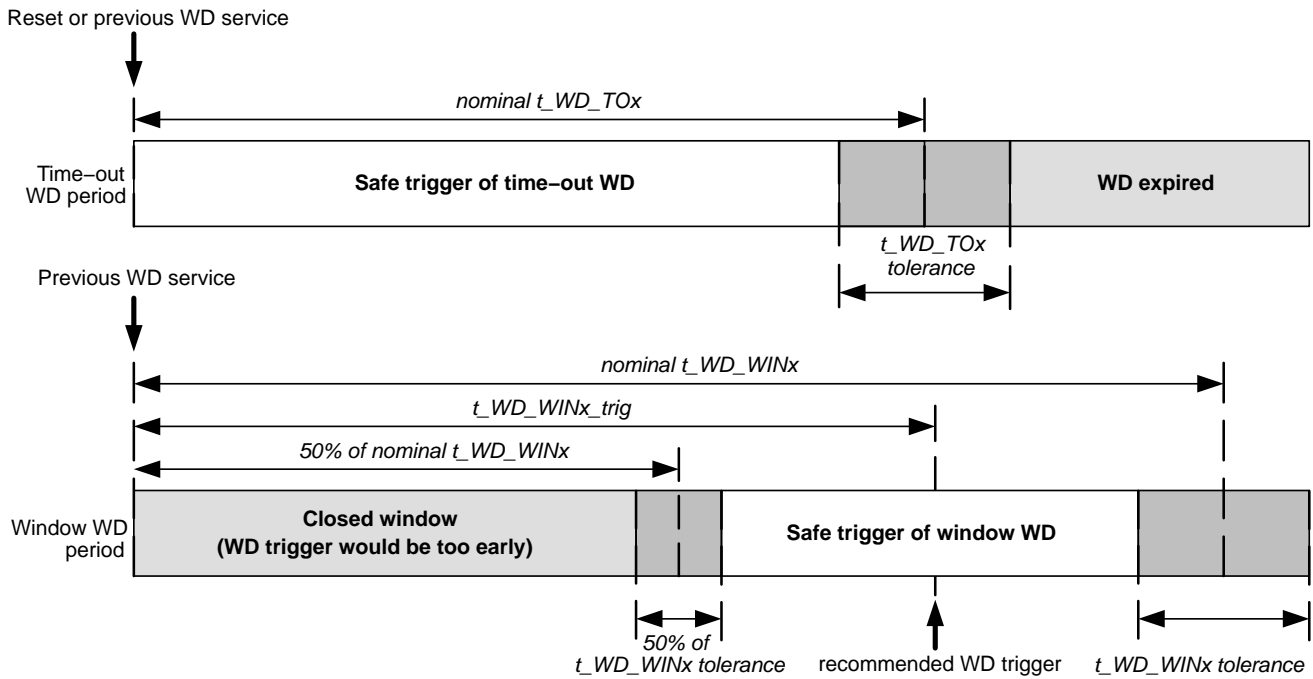 Reset or previous WD service
nominal t_WD_TOx
Time−out
WD period
Safe trigger of time−out WD
WD expired
t_WD_TOx
tolerance
Previous WD service
nominal t_WD_WINx
t_WD_WINx_trig
50% of nominal t_WD_WINx
Window WD
period
Closed window
(WD trigger would be too early)
Safe trigger of window WD
50% of
t_WD_WINx tolerance
recommended WD trigger
t_WD_WINx tolerance